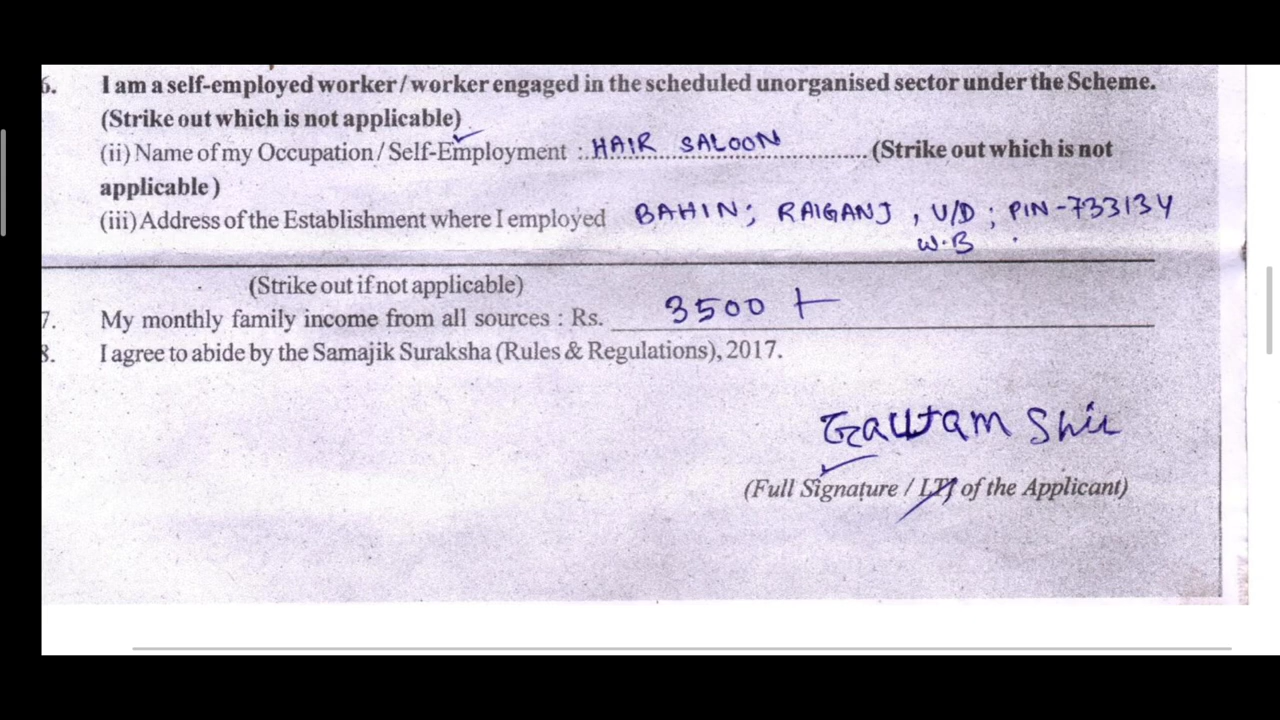 6. I am a self-employed worker/worker engaged in the scheduled unorganised sector under the Scheme.
(Strike out which is not applicable)
(ii) Name of my Occupation/Self-Employment : HAIR SALOON (Strike out which is not
applicable)
(iii) Address of the Establishment where I employed BAHIN; RAIGANJ, U/D; PIN-733134
W.B
(Strike out if not applicable)
7. My monthly family income from all sources : Rs. 3500
8. I agree to abide by the Samajik Suraksha (Rules & Regulations), 2017.
Gautam Shil
(Full Signature / LTI of the Applicant)